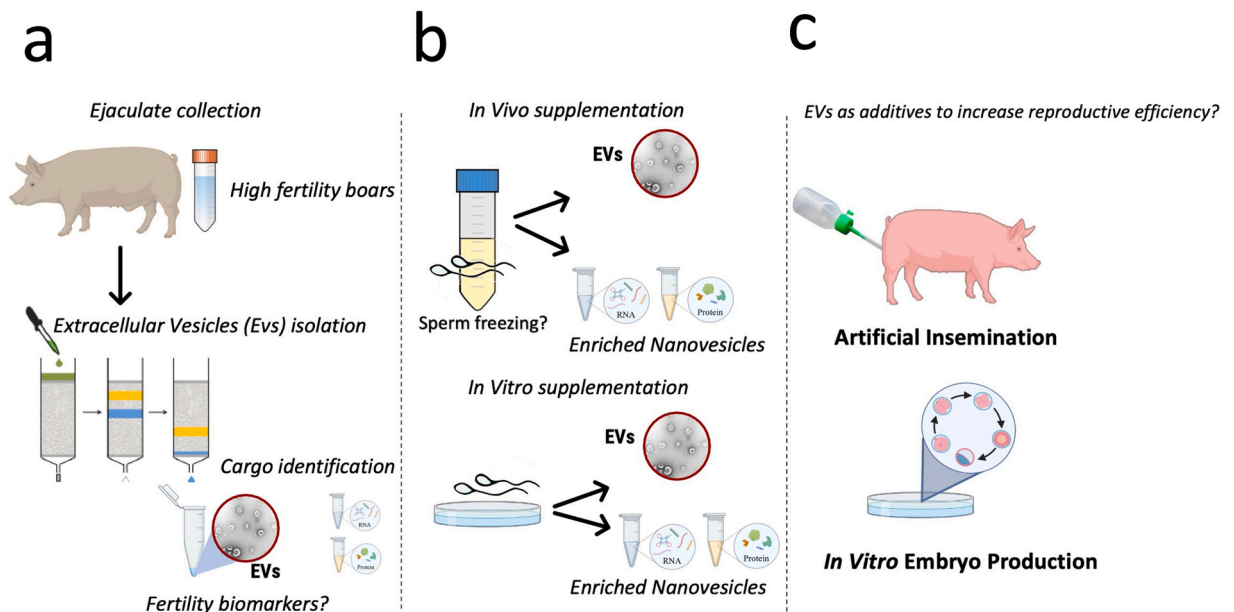 a
Ejaculate collection
High fertility boars
Extracellular Vesicles (Evs) isolation
Cargo identification
RNA
Protein
EVs
Fertility biomarkers?
b
In Vivo supplementation
EVs
Sperm freezing?
RNA
Protein
Enriched Nanovesicles
In Vitro supplementation
EVs
RNA
Protein
Enriched Nanovesicles
c
EVs as additives to increase reproductive efficiency?
Artificial Insemination
In Vitro Embryo Production